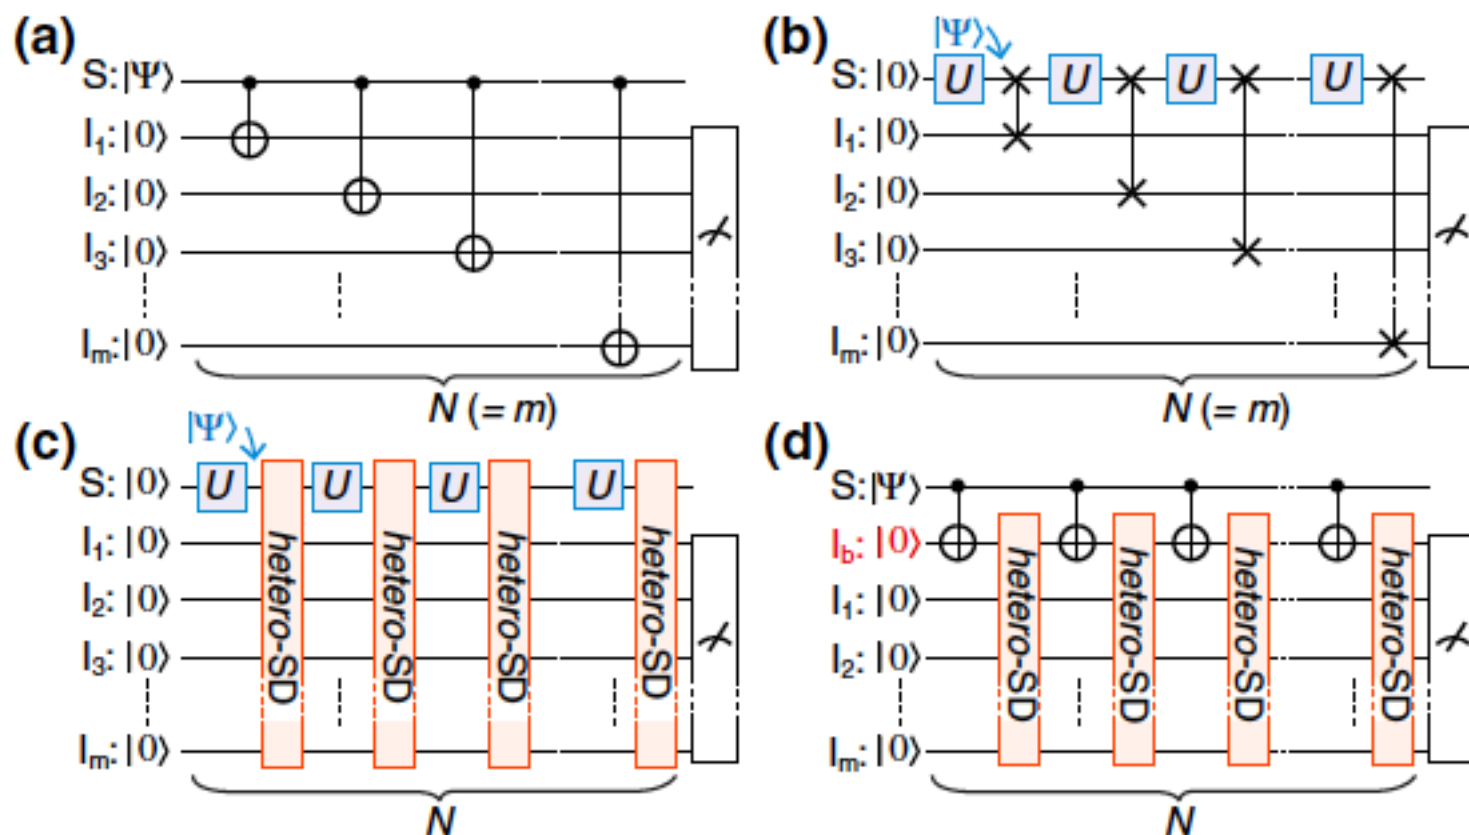 (a)
S:|Ψ⟩
I₁:|0⟩
I₂:|0⟩
I₃:|0⟩
Iₘ:|0⟩
N (= m)
(b)
|Ψ⟩
S:|0⟩ U U U U
I₁:|0⟩
I₂:|0⟩
I₃:|0⟩
Iₘ:|0⟩
N (= m)
(c)
|Ψ⟩
S:|0⟩ U U U U
I₁:|0⟩
I₂:|0⟩
I₃:|0⟩
Iₘ:|0⟩
hetero-SD
hetero-SD
hetero-SD
hetero-SD
N
(d)
S:|Ψ⟩
I_b:|0⟩
I₁:|0⟩
I₂:|0⟩
Iₘ:|0⟩
hetero-SD
hetero-SD
hetero-SD
hetero-SD
N